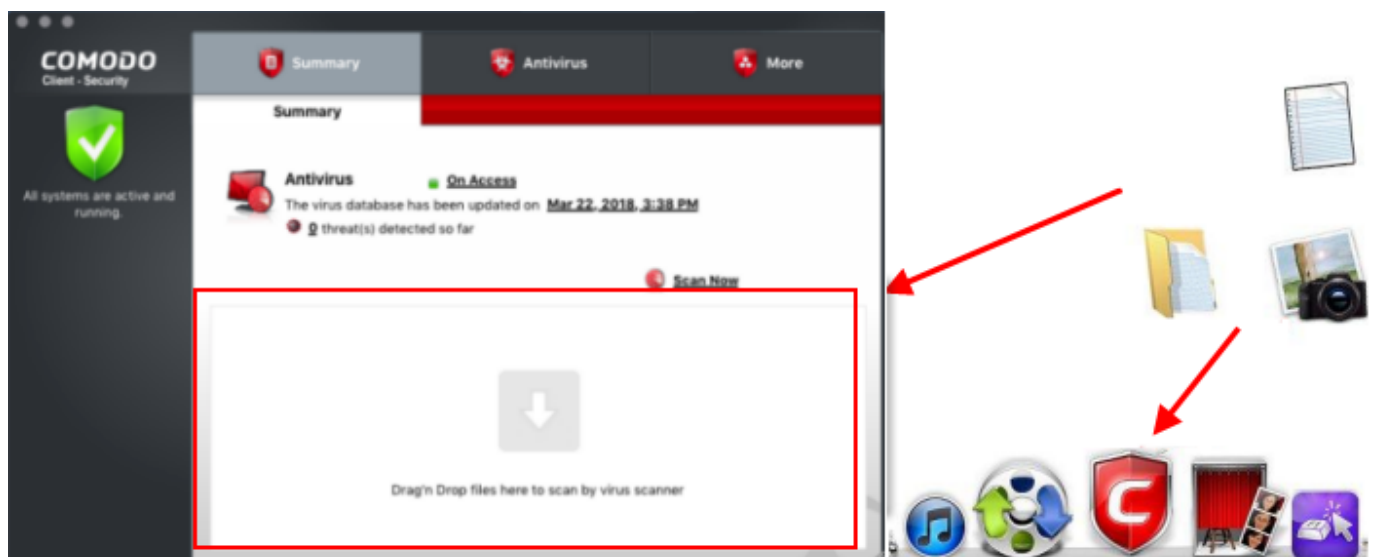 COMODO
Client - Security
Summary
Antivirus
More
Summary
All systems are active and
running.
Antivirus
On Access
The virus database has been updated on Mar 22, 2018, 3:38 PM
0 threat(s) detected so far
Scan Now
Drag'n Drop files here to scan by virus scanner
C